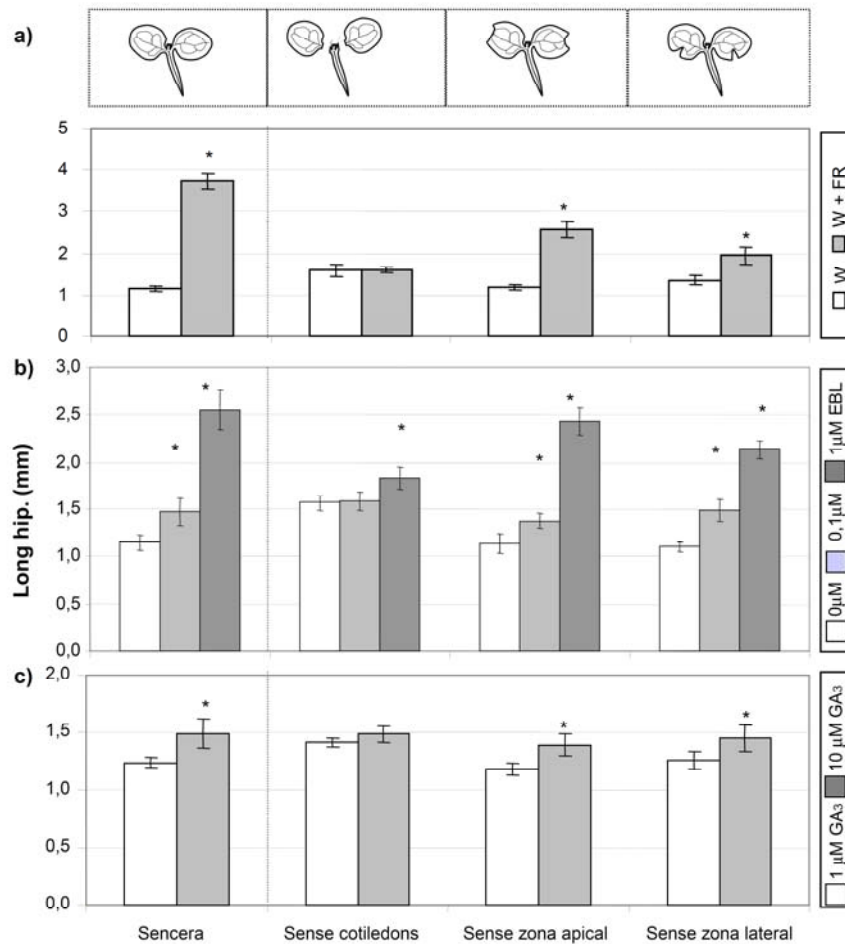 a)
5
4
3
2
1
0
*
*
*
W
W + FR
b)
3,0
2,5
2,0
1,5
1,0
0,5
0,0
*
*
*
*
*
*
*
0µM
0,1µM
1µM EBL
Long hip. (mm)
c)
2,0
1,5
1,0
0,5
0,0
*
*
*
1 µM GA3
10 µM GA3
Sencera
Sense cotiledons
Sense zona apical
Sense zona lateral